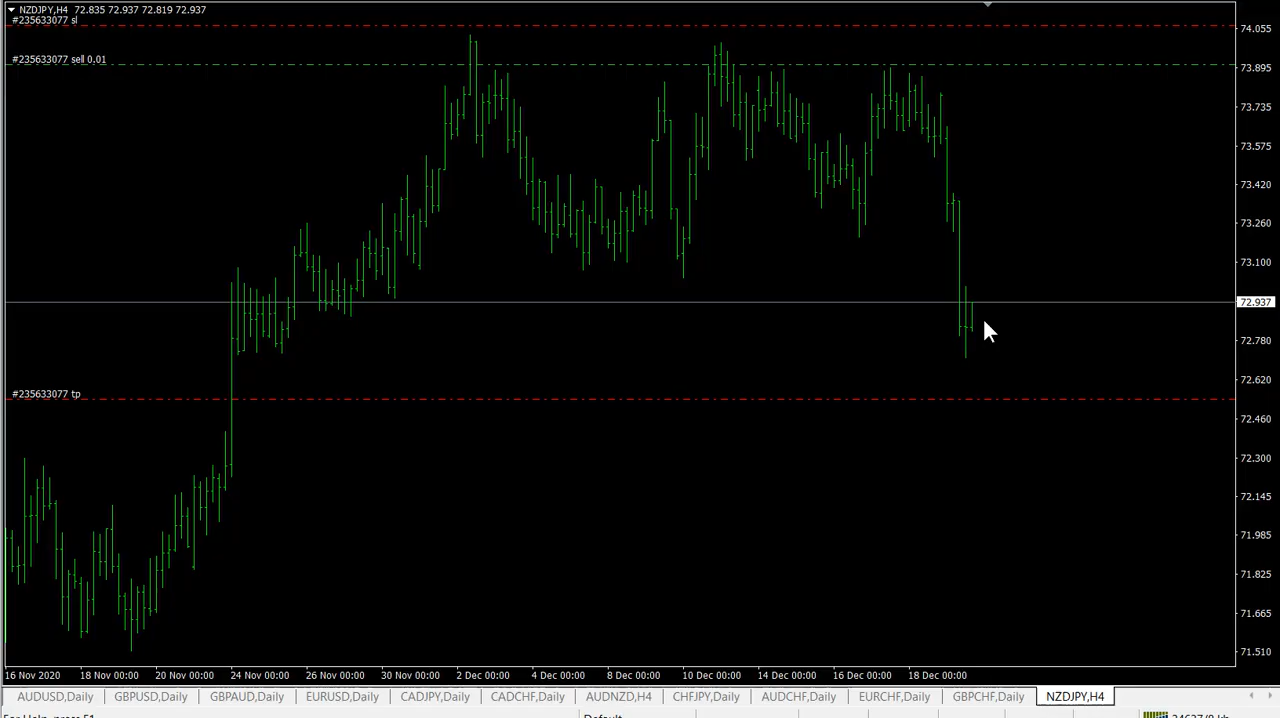 NZDJPY,H4 72.835 72.937 72.819 72.937
#235633077 sl
74.055
#235633077 sell 0.01
73.895
73.735
73.575
73.420
73.260
73.100
72.937
72.780
72.620
#235633077 tp
72.460
72.300
72.145
71.985
71.825
71.665
71.510
16 Nov 2020 18 Nov 00:00 20 Nov 00:00 24 Nov 00:00 26 Nov 00:00 30 Nov 00:00 2 Dec 00:00 4 Dec 00:00 8 Dec 00:00 10 Dec 00:00 14 Dec 00:00 16 Dec 00:00 18 Dec 00:00
AUDUSD,Daily GBPUSD,Daily GBPAUD,Daily EURUSD,Daily CADJPY,Daily CADCHF,Daily AUDNZD,H4 CHFJPY,Daily AUDCHF,Daily EURCHF,Daily GBPCHF,Daily NZDJPY,H4
For Help, press F1 Default